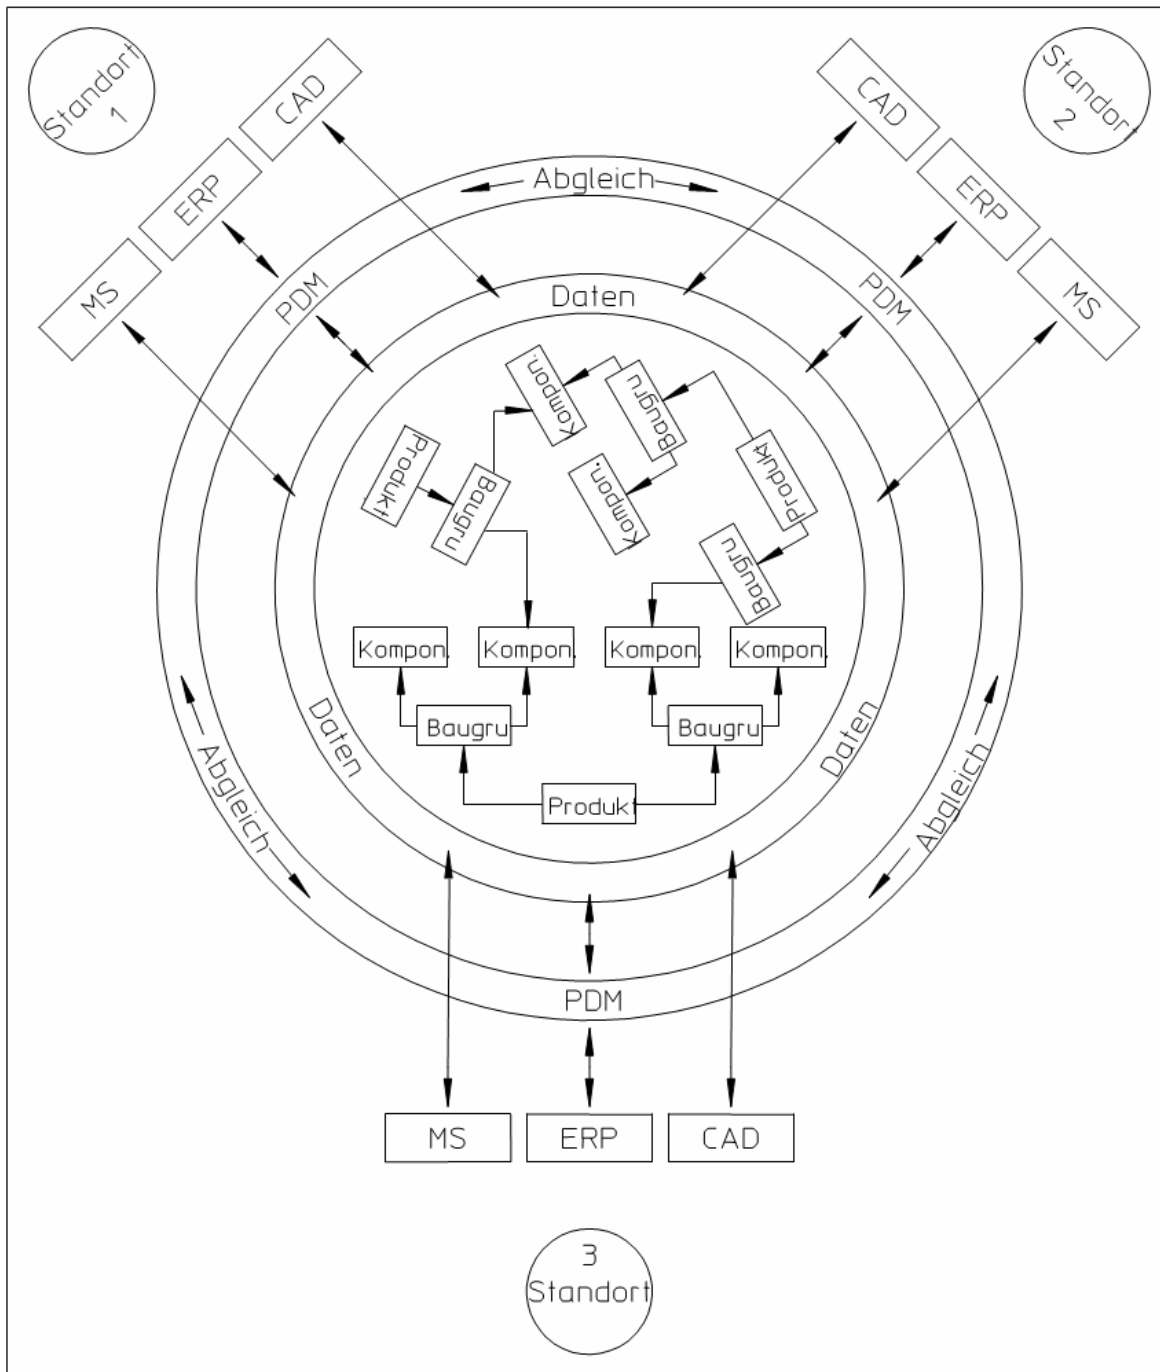 Standort
1
CAD
ERP
MS
Standort
2
CAD
ERP
MS
Abgleich
PDM
PDM
Daten
Kompon.
Baugru
Produkt
Baugru
Kompon.
Produkt
Baugru
Kompon.
Kompon.
Kompon.
Kompon.
Baugru
Baugru
Produkt
Daten
Daten
Abgleich
Abgleich
PDM
MS
ERP
CAD
3
Standort